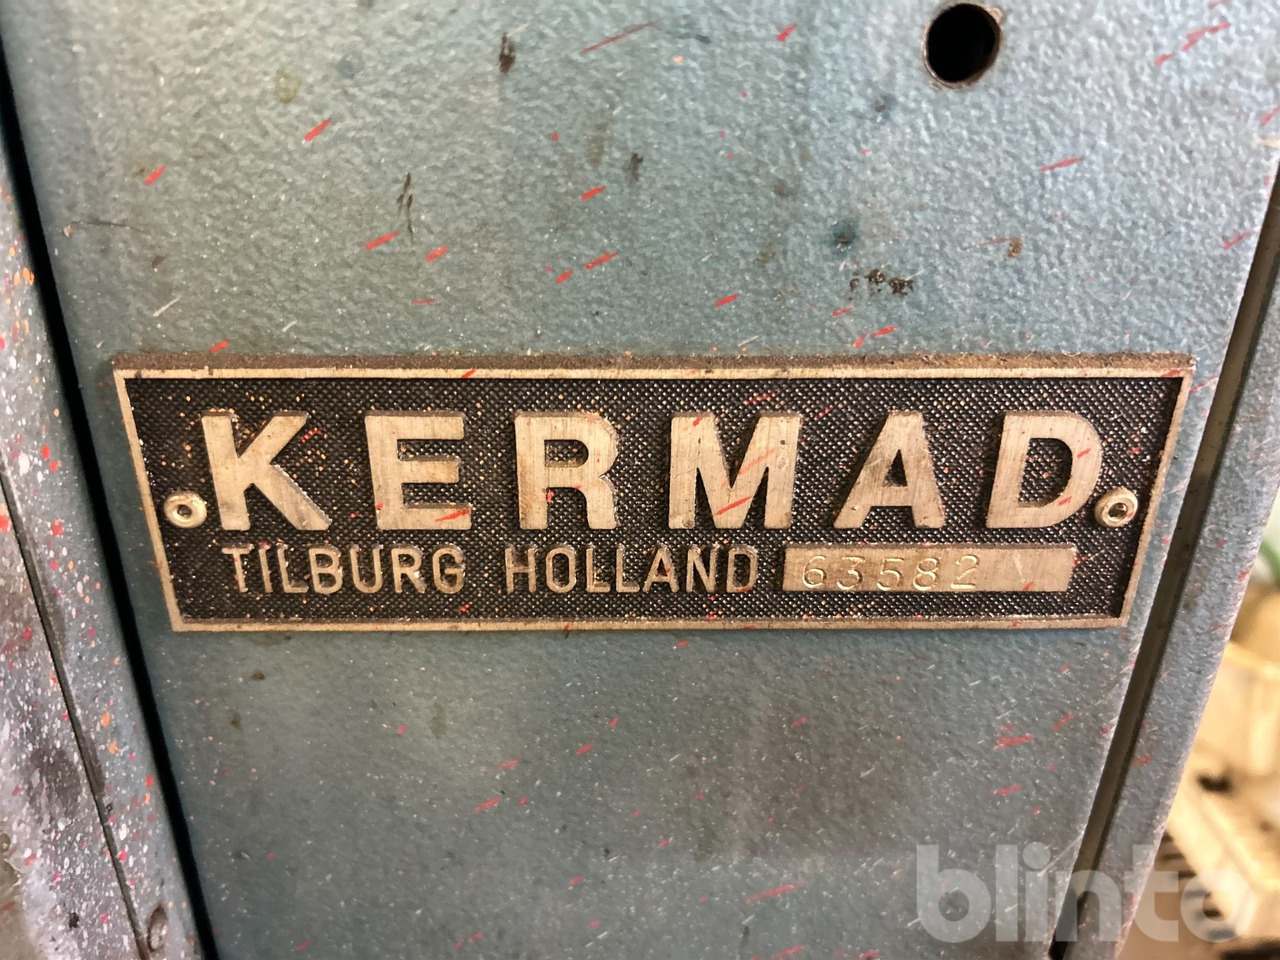 KERMAD
TILBURG HOLLAND 63582
blinto